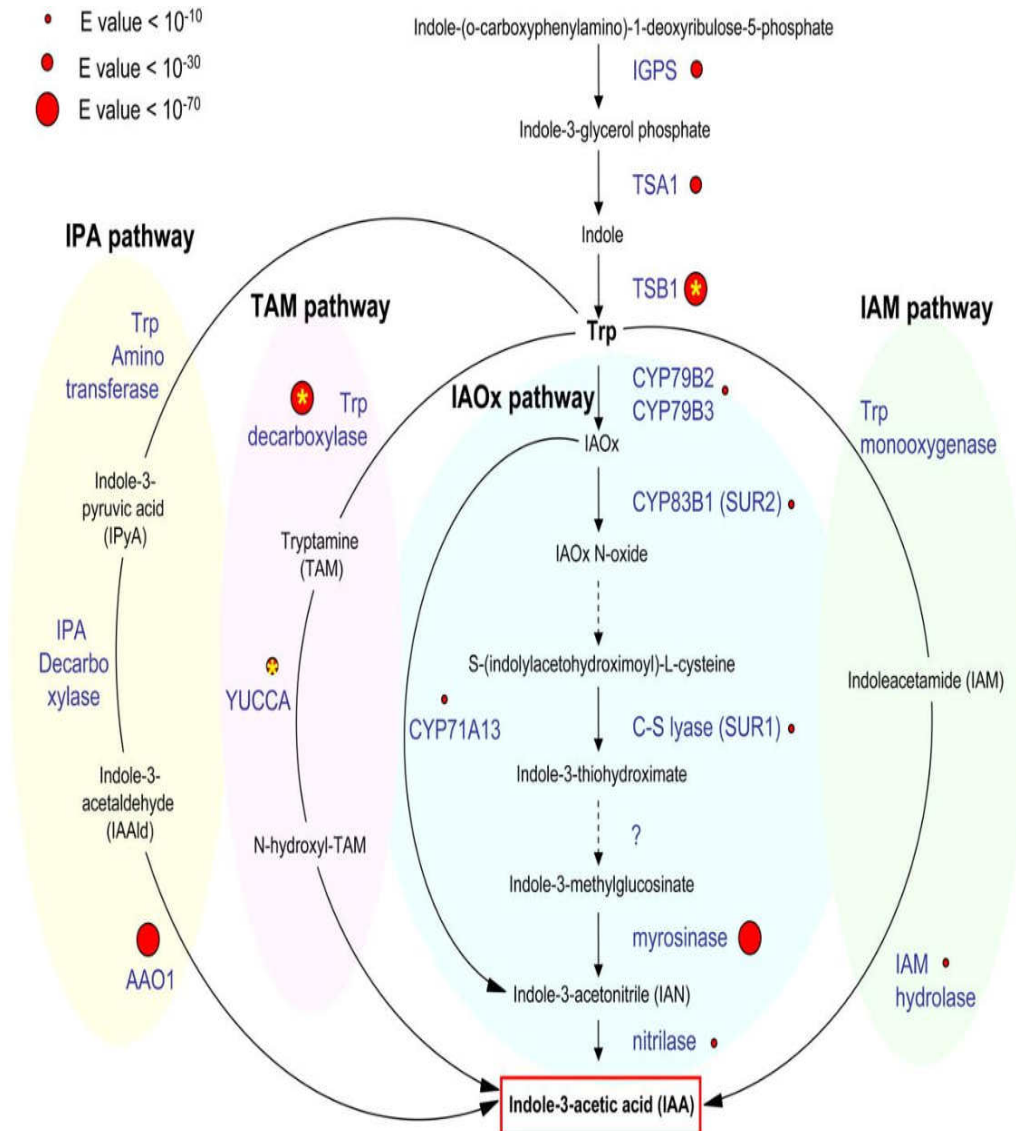 E value < 10-10
E value < 10-30
E value < 10-70
Indole-(o-carboxyphenylamino)-1-deoxyribulose-5-phosphate
IGPS
Indole-3-glycerol phosphate
TSA1
Indole
TSB1 *
Trp
IPA pathway
Trp
Amino
transferase
Indole-3-
pyruvic acid
(IPyA)
IPA
Decarbo
xylase
Indole-3-
acetaldehyde
(IAAld)
AAO1
TAM pathway
* Trp
decarboxylase
Tryptamine
(TAM)
*
YUCCA
N-hydroxyl-TAM
IAOx pathway
CYP79B2
CYP79B3
IAOx
CYP83B1 (SUR2)
IAOx N-oxide
S-(indolylacetohydroximoyl)-L-cysteine
CYP71A13
C-S lyase (SUR1)
Indole-3-thiohydroximate
?
Indole-3-methylglucosinate
myrosinase
Indole-3-acetonitrile (IAN)
nitrilase
IAM pathway
Trp
monooxygenase
Indoleacetamide (IAM)
IAM
hydrolase
Indole-3-acetic acid (IAA)